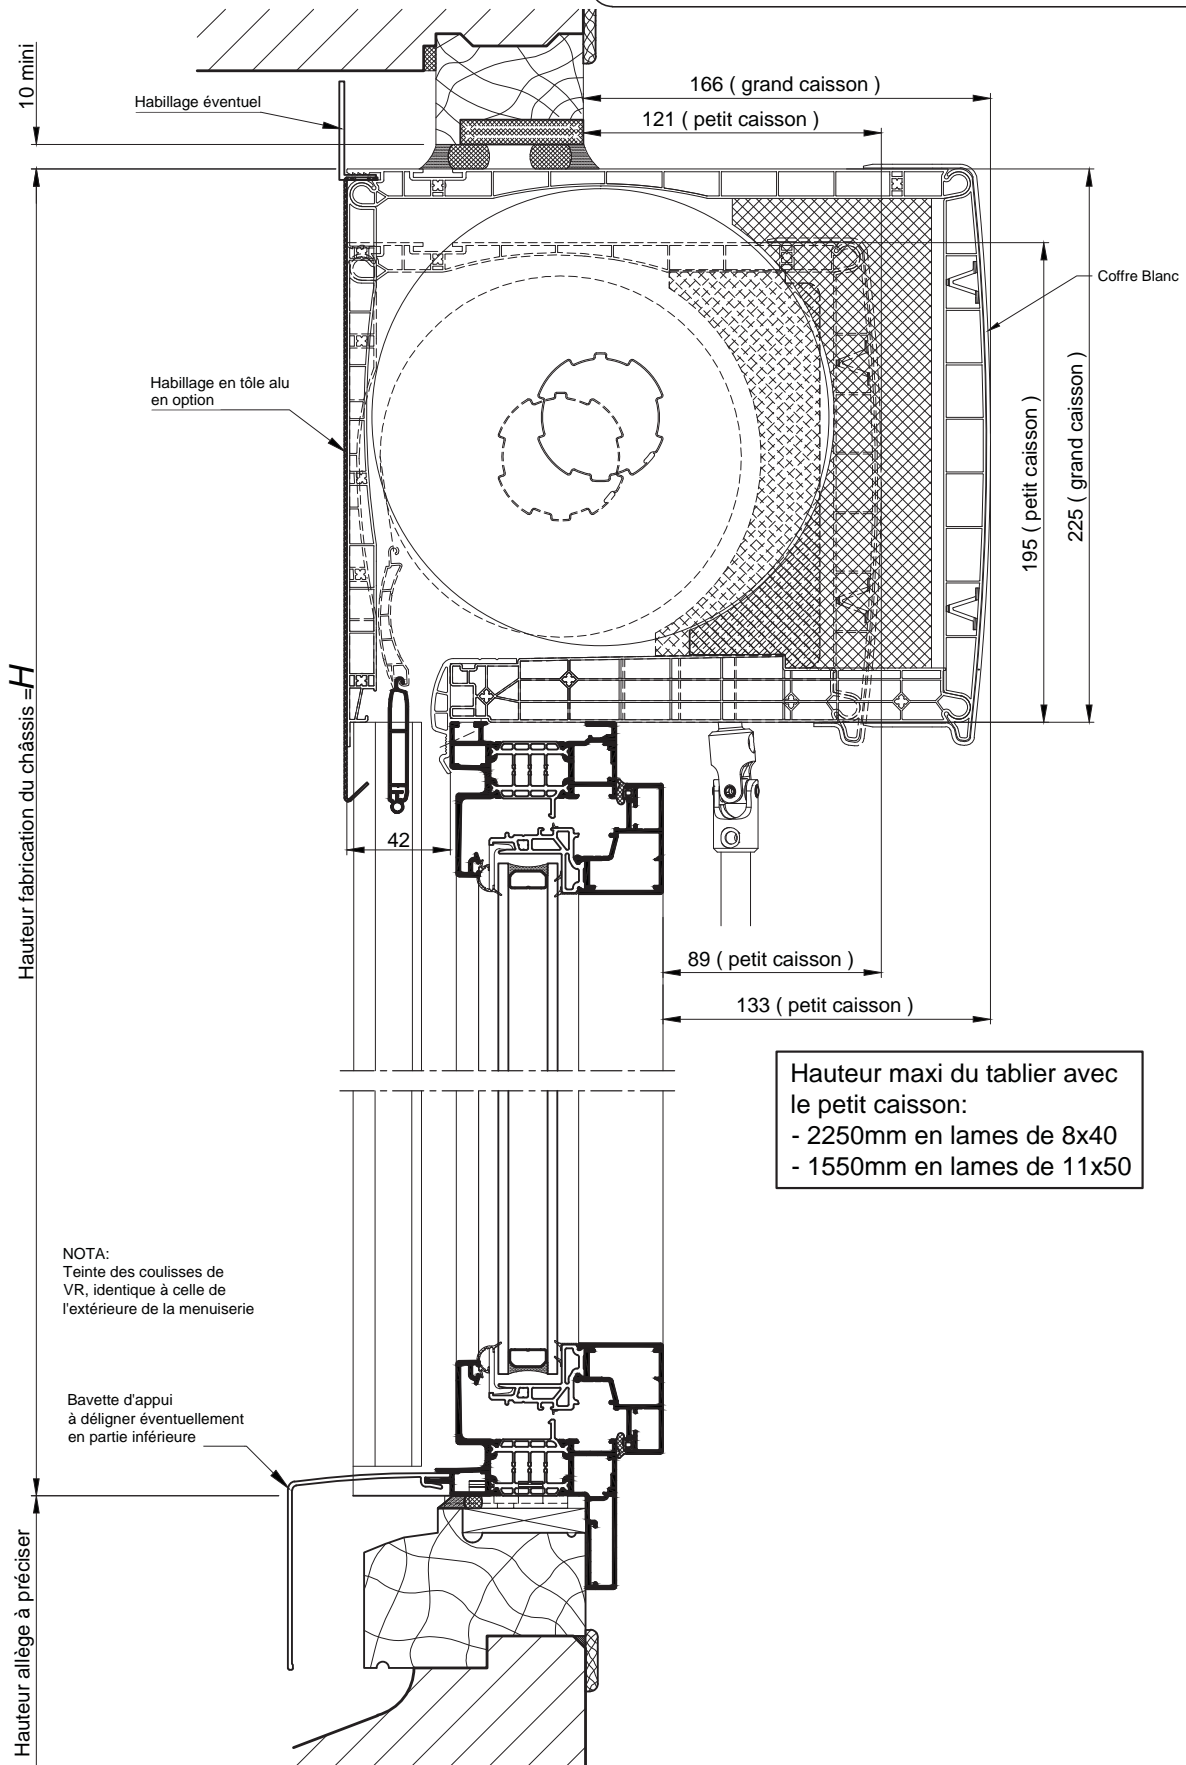 10 mini
Habillage éventuel
166 ( grand caisson )
121 ( petit caisson )
Coffre Blanc
Habillage en tôle alu
en option
195 ( petit caisson )
225 ( grand caisson )
Hauteur fabrication du châssis =H
42
89 ( petit caisson )
133 ( petit caisson )
Hauteur maxi du tablier avec
le petit caisson:
- 2250mm en lames de 8x40
- 1550mm en lames de 11x50
NOTA:
Teinte des coulisses de
VR, identique à celle de
l'extérieure de la menuiserie
Bavette d'appui
à déligner éventuellement
en partie inférieure
Hauteur allège à préciser